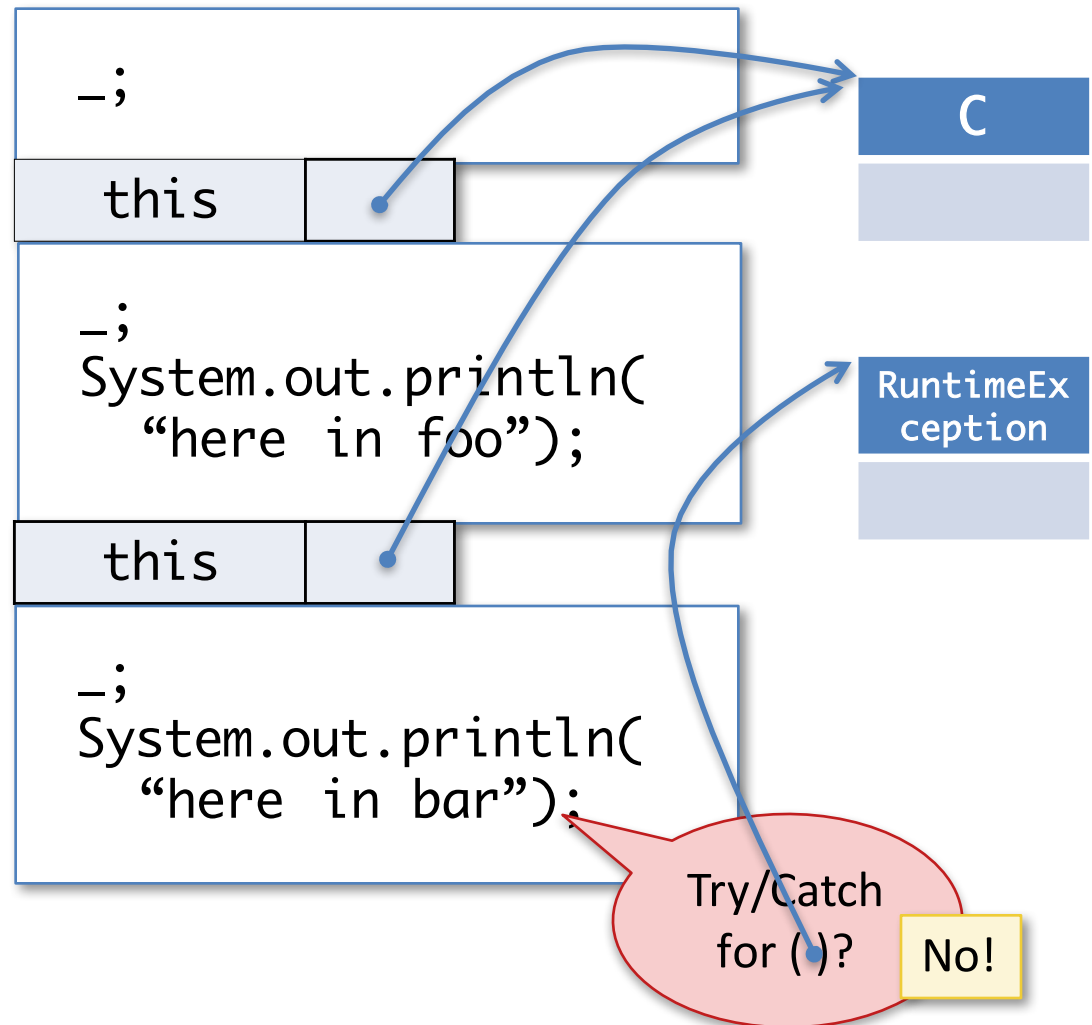 _;
this
_;
System.out.println(
“here in foo”);
this
_;
System.out.println(
“here in bar”);
C
RuntimeEx
ception
Try/Catch
for ( )?
No!